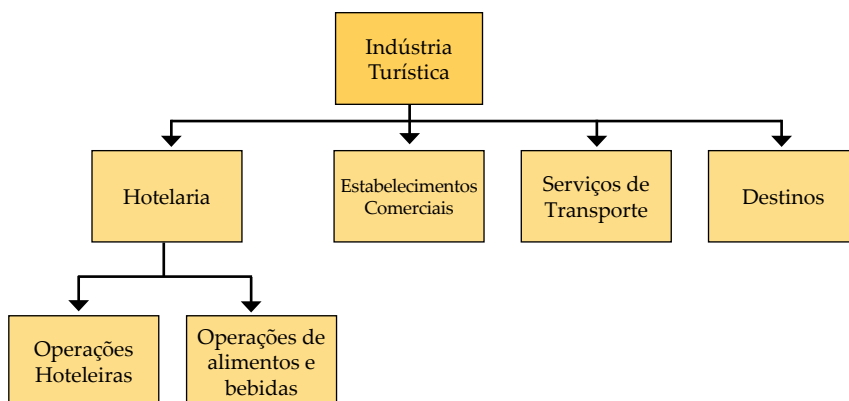 Indústria
Turística
Hotelaria
Estabelecimentos
Comerciais
Serviços de
Transporte
Destinos
Operações
Hoteleiras
Operações de
alimentos e
bebidas